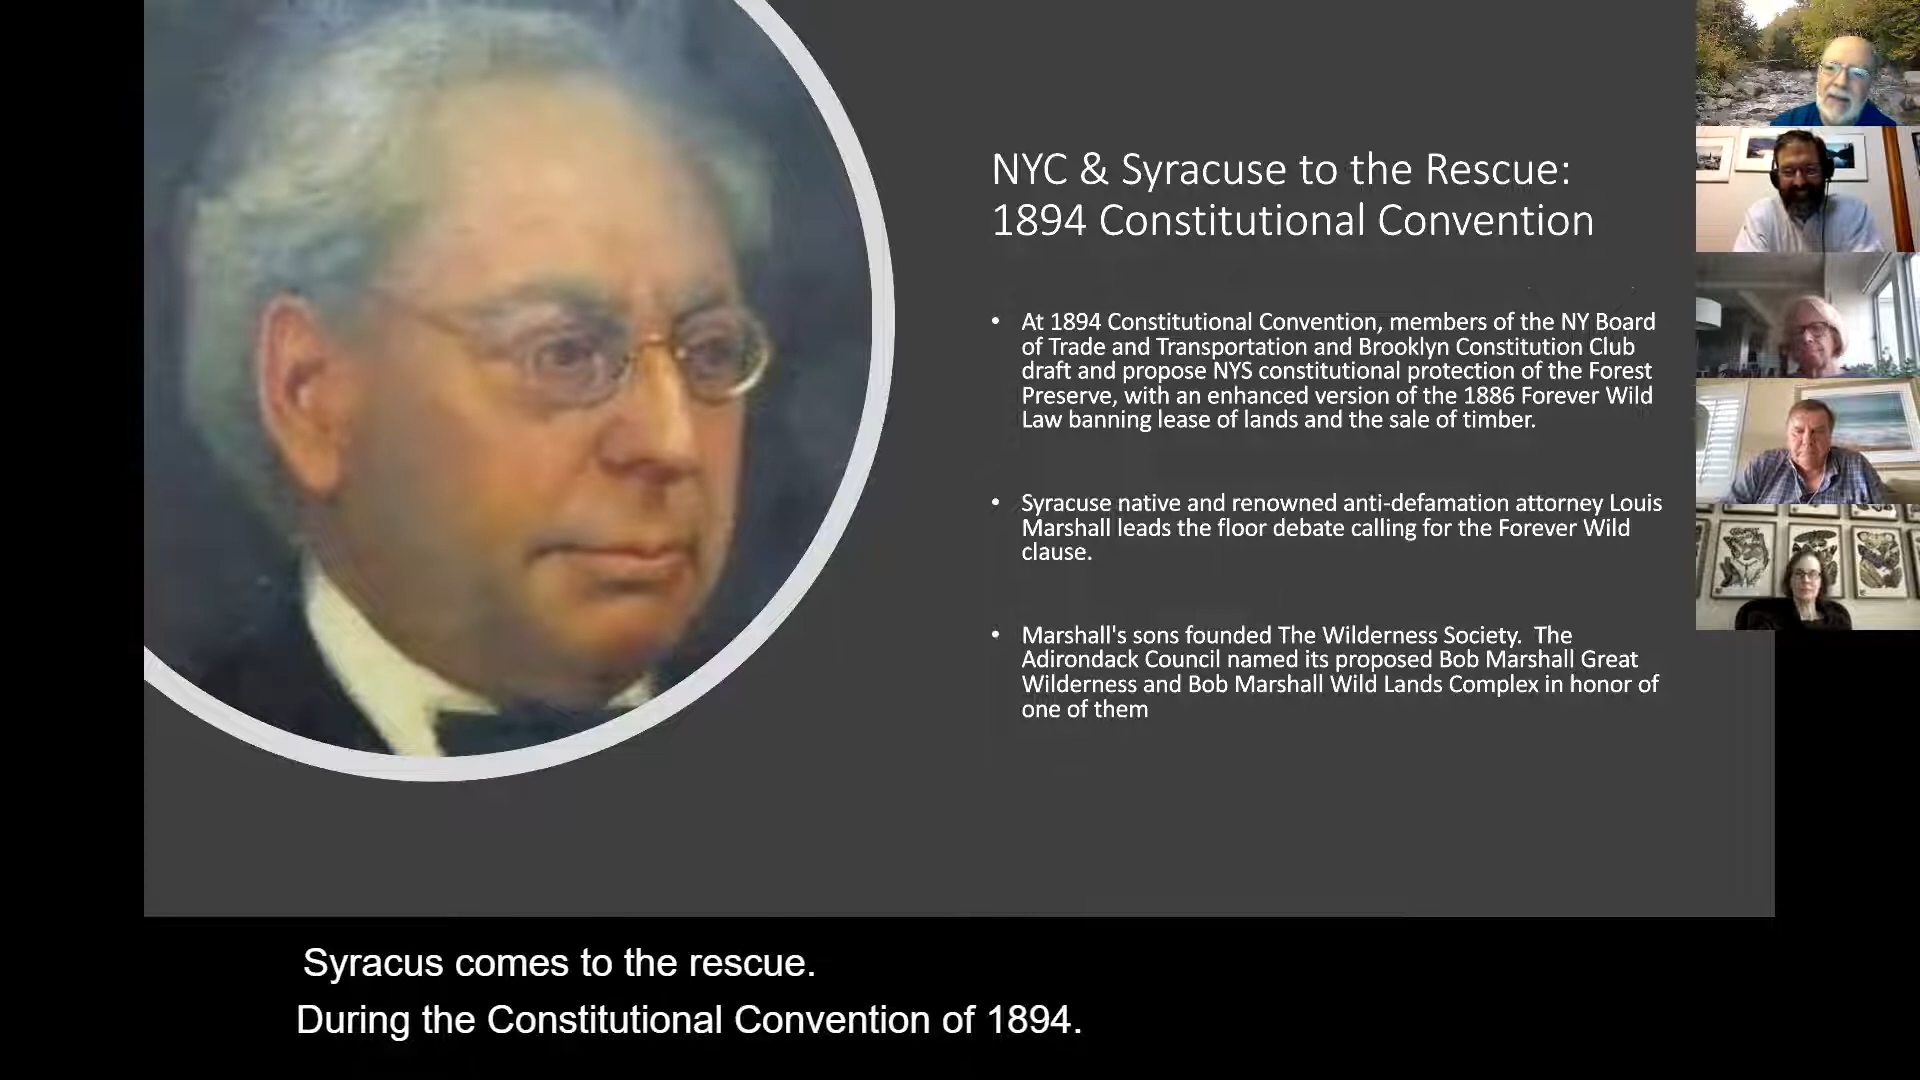 NYC & Syracuse to the Rescue:
1894 Constitutional Convention
• At 1894 Constitutional Convention, members of the NY Board
of Trade and Transportation and Brooklyn Constitution Club
draft and propose NYS constitutional protection of the Forest
Preserve, with an enhanced version of the 1886 Forever Wild
Law banning lease of lands and the sale of timber.
• Syracuse native and renowned anti-defamation attorney Louis
Marshall leads the floor debate calling for the Forever Wild
clause.
• Marshall's sons founded The Wilderness Society.  The
Adirondack Council named its proposed Bob Marshall Great
Wilderness and Bob Marshall Wild Lands Complex in honor of
one of them
Syracus comes to the rescue.
During the Constitutional Convention of 1894.